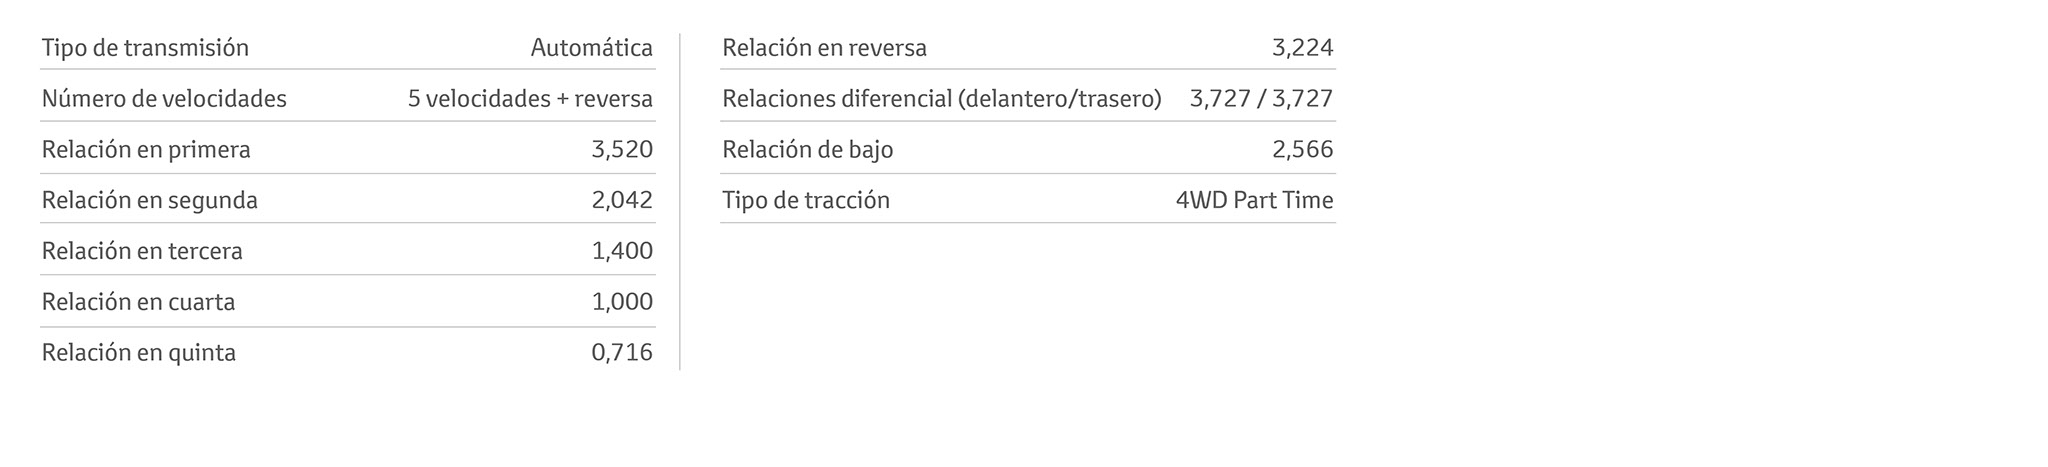 Tipo de transmisión Automática
Número de velocidades 5 velocidades + reversa
Relación en primera 3,520
Relación en segunda 2,042
Relación en tercera 1,400
Relación en cuarta 1,000
Relación en quinta 0,716
Relación en reversa 3,224
Relaciones diferencial (delantero/trasero) 3,727 / 3,727
Relación de bajo 2,566
Tipo de tracción 4WD Part Time